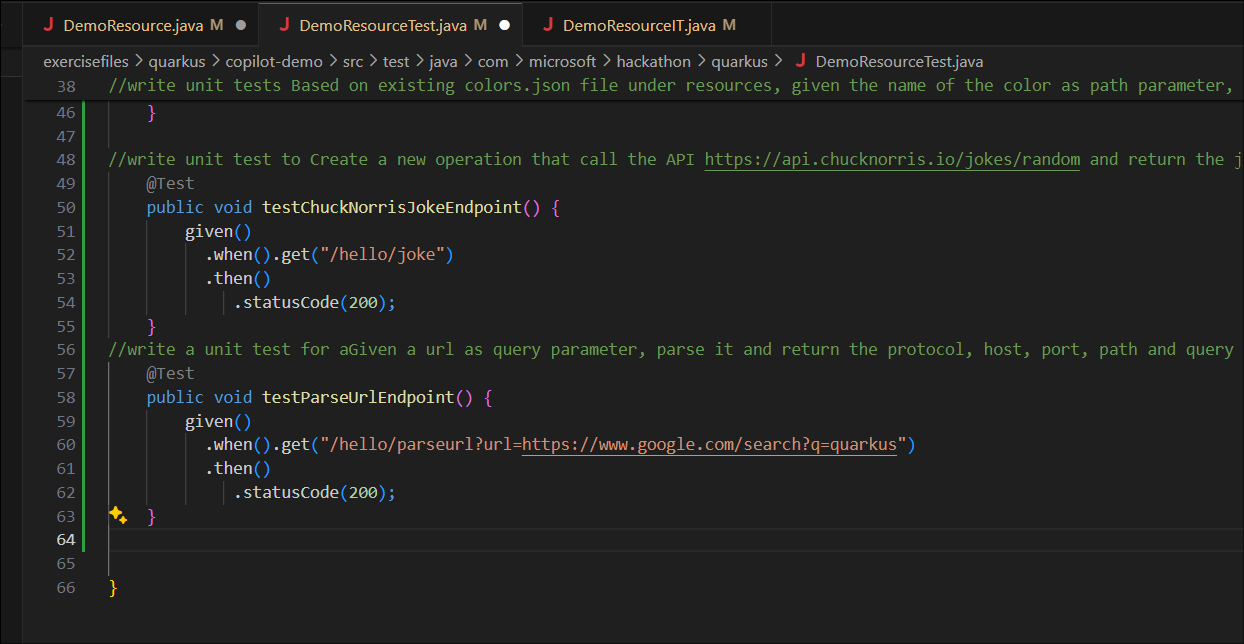 J DemoResource.java M ● J DemoResourceTest.java M ● J DemoResourceIT.java M
exercisefiles > quarkus > copilot-demo > src > test > java > com > microsoft > hackathon > quarkus > J DemoResourceTest.java
38 //write unit tests Based on existing colors.json file under resources, given the name of the color as path parameter,
46 }
47
48 //write unit test to Create a new operation that call the API https://api.chucknorris.io/jokes/random and return the j
49 @Test
50 public void testChuckNorrisJokeEndpoint() {
51 given()
52 .when().get("/hello/joke")
53 .then()
54 .statusCode(200);
55 }
56 //write a unit test for aGiven a url as query parameter, parse it and return the protocol, host, port, path and query
57 @Test
58 public void testParseUrlEndpoint() {
59 given()
60 .when().get("/hello/parseurl?url=https://www.google.com/search?q=quarkus")
61 .then()
62 .statusCode(200);
63 }
64
65
66 }